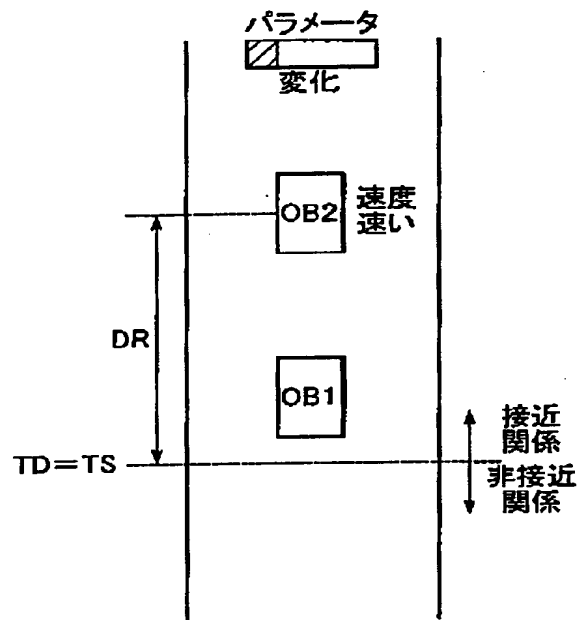 パラメータ
変化
OB2
速度
速い
DR
OB1
接近
関係
TD=TS
非接近
関係